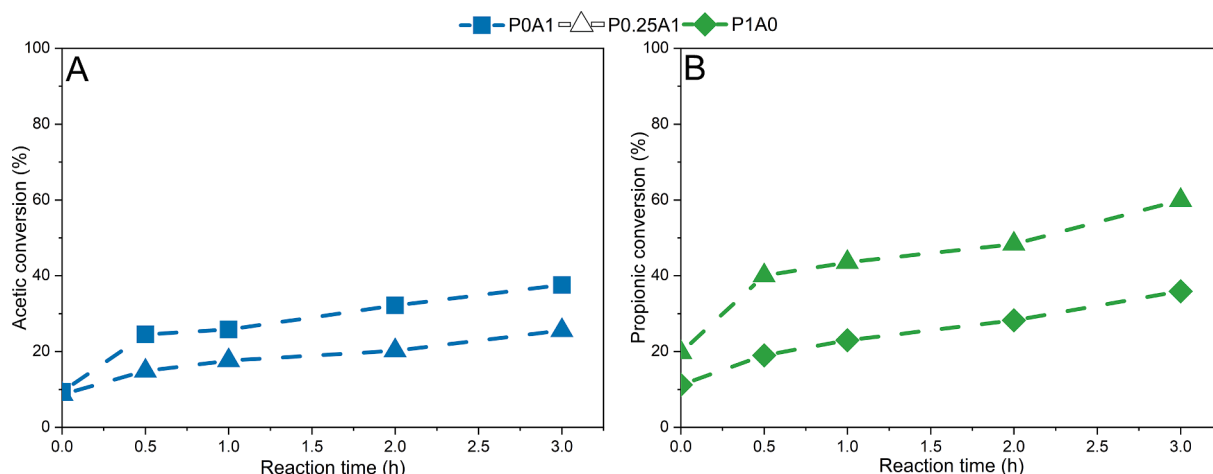 P0A1 P0.25A1 P1A0
A
100
80
60
40
20
0
Acetic conversion (%)
0.0 0.5 1.0 1.5 2.0 2.5 3.0
Reaction time (h)
B
100
80
60
40
20
0
Propionic conversion (%)
0.0 0.5 1.0 1.5 2.0 2.5 3.0
Reaction time (h)